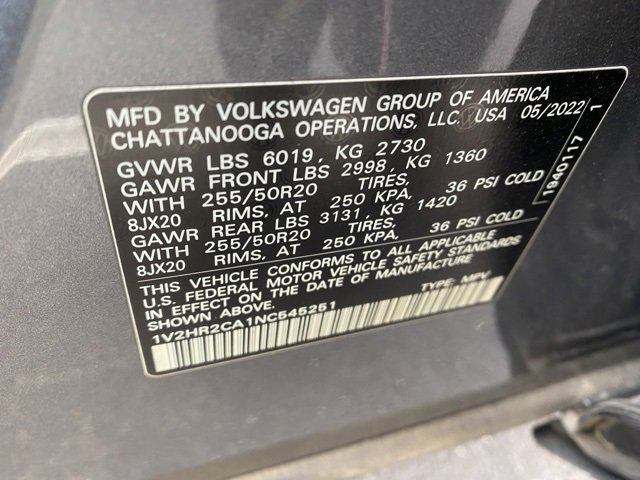 MFD BY VOLKSWAGEN GROUP OF AMERICA
CHATTANOOGA OPERATIONS, LLC, USA 05/2022
GVWR LBS 6019, KG 2730
GAWR FRONT LBS 2998, KG 1360
WITH 255/50R20 TIRES,
8JX20 RIMS, AT 250 KPA, 36 PSI COLD
GAWR REAR LBS 3131, KG 1420
WITH 255/50R20 TIRES,
8JX20 RIMS, AT 250 KPA, 36 PSI COLD
THIS VEHICLE CONFORMS TO ALL APPLICABLE
U.S. FEDERAL MOTOR VEHICLE SAFETY STANDARDS
IN EFFECT ON THE DATE OF MANUFACTURE
SHOWN ABOVE.
TYPE: MPV
1V2HR2CA1NC545251
1940117 1